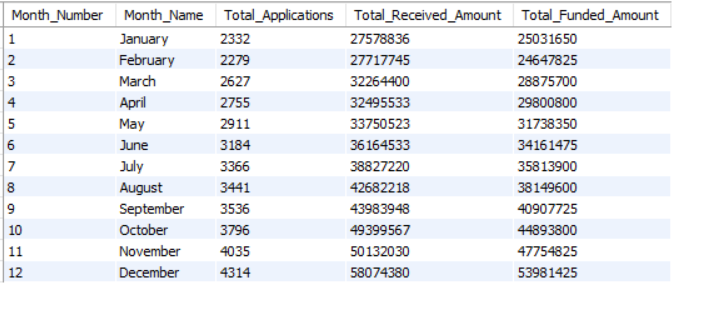 Month_Number Month_Name Total_Applications Total_Received_Amount Total_Funded_Amount
1 January 2332 27578836 25031650
2 February 2279 27717745 24647825
3 March 2627 32264400 28875700
4 April 2755 32495533 29800800
5 May 2911 33750523 31738350
6 June 3184 36164533 34161475
7 July 3366 38827220 35813900
8 August 3441 42682218 38149600
9 September 3536 43983948 40907725
10 October 3796 49399567 44893800
11 November 4035 50132030 47754825
12 December 4314 58074380 53981425